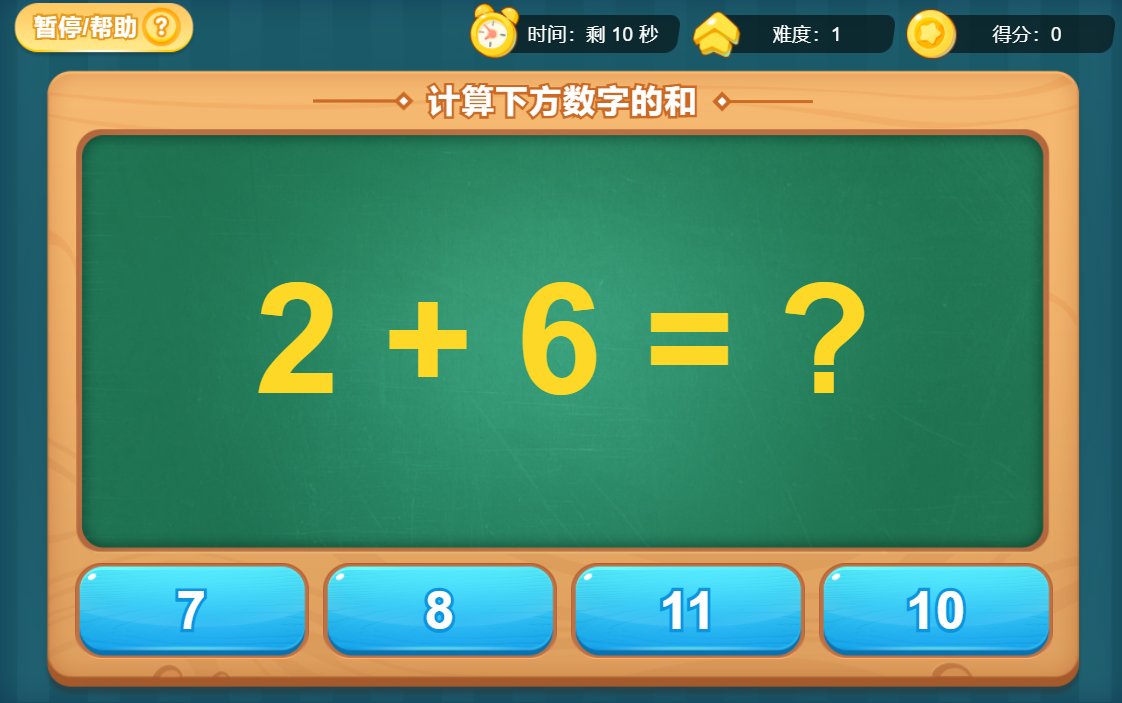 暂停/帮助 ?
时间：剩 10 秒
难度：1
得分：0
计算下方数字的和
2 + 6 = ?
7
8
11
10